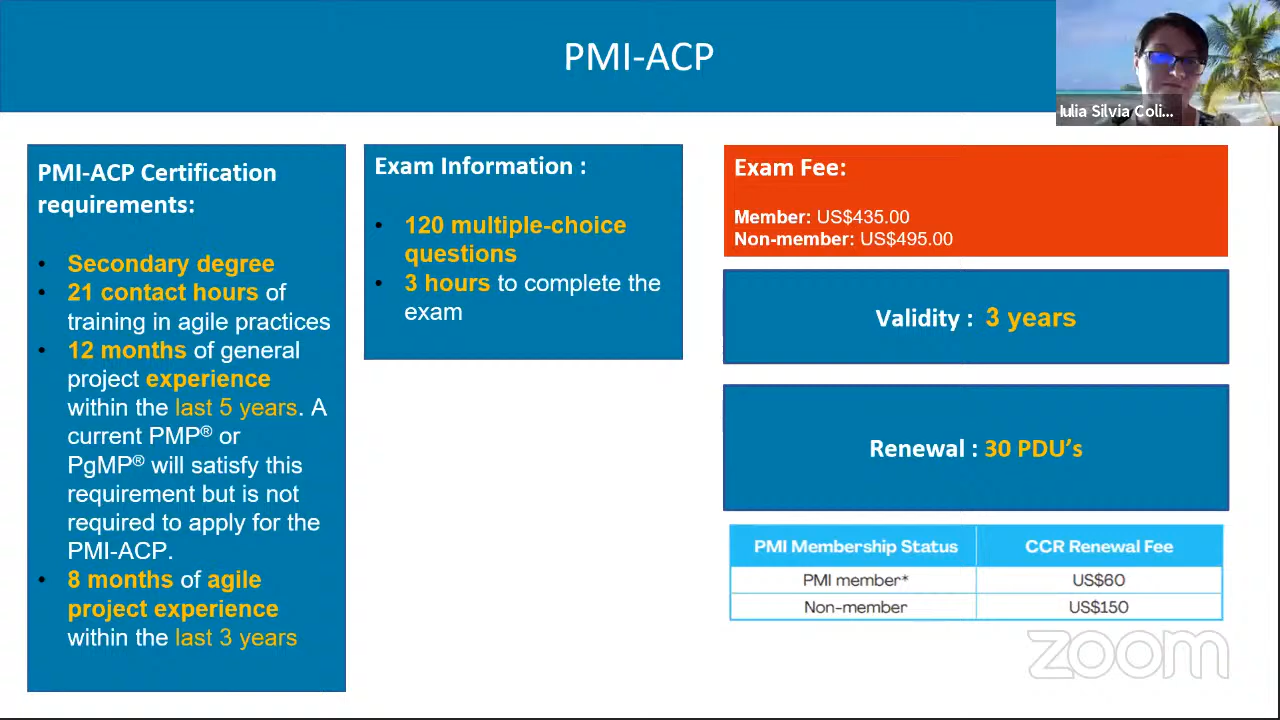 PMI-ACP
Iulia Silvia Coli...
PMI-ACP Certification
requirements:
• Secondary degree
• 21 contact hours of
training in agile practices
• 12 months of general
project experience
within the last 5 years. A
current PMP® or
PgMP® will satisfy this
requirement but is not
required to apply for the
PMI-ACP.
• 8 months of agile
project experience
within the last 3 years
Exam Information :
• 120 multiple-choice
questions
• 3 hours to complete the
exam
Exam Fee:
Member: US$435.00
Non-member: US$495.00
Validity : 3 years
Renewal : 30 PDU’s
PMI Membership Status CCR Renewal Fee
PMI member* US$60
Non-member US$150
zoom